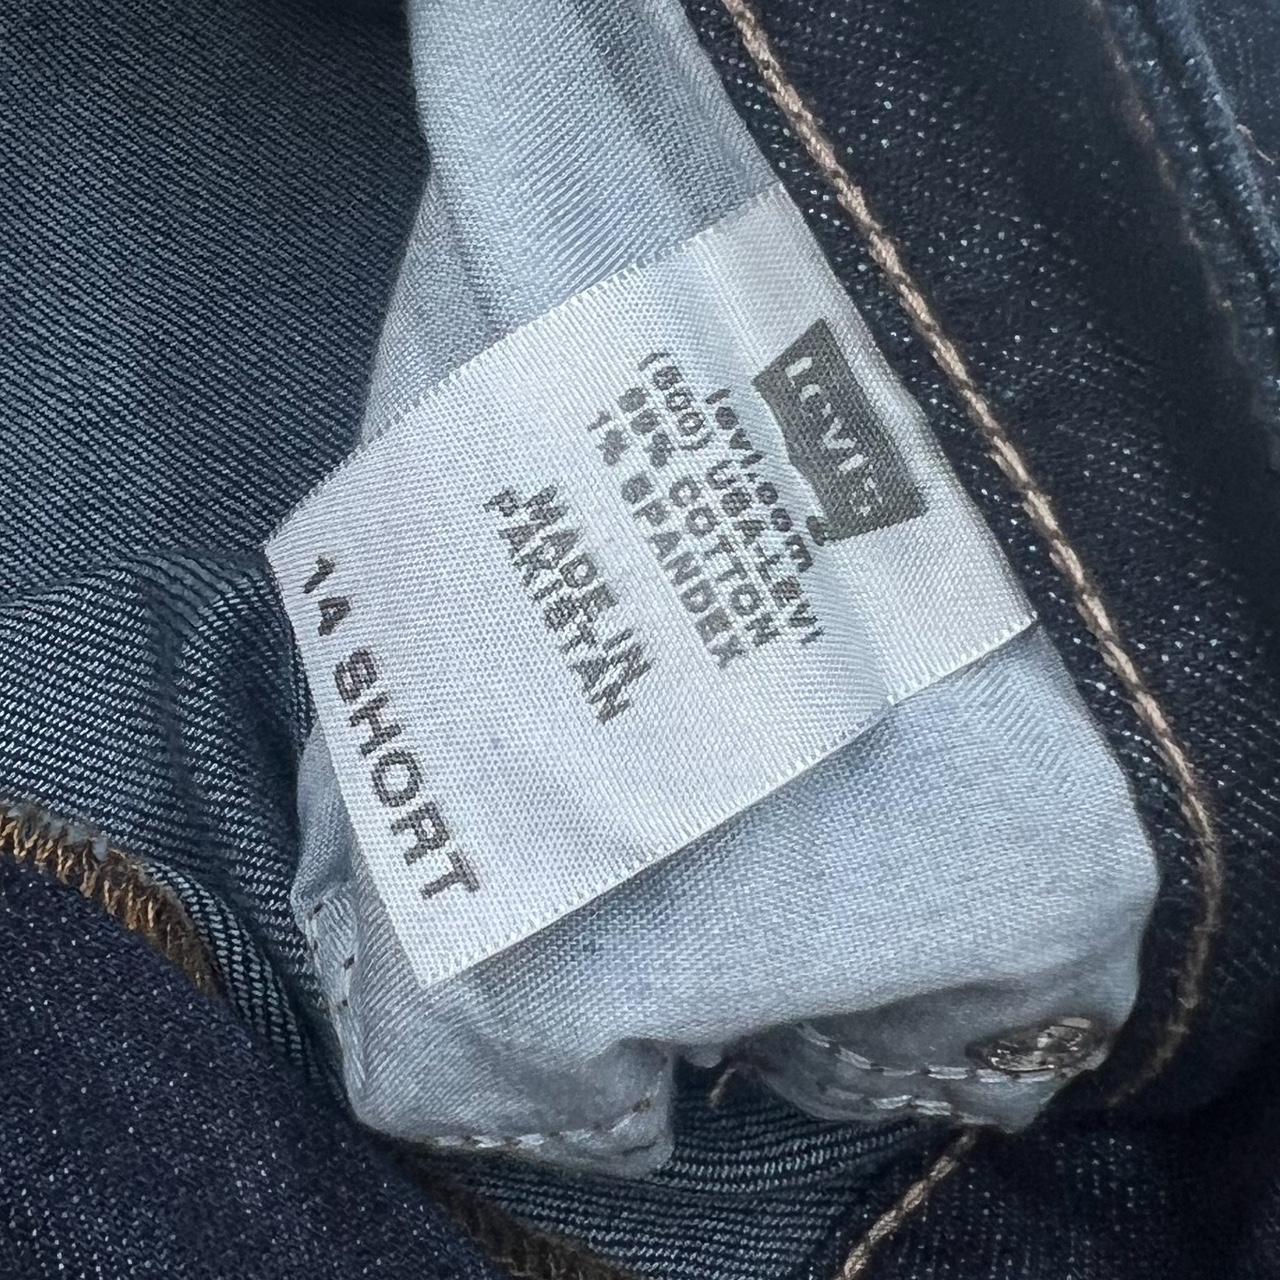 Levi's
levi.com
(800) USA-LEVI
99% COTTON
1% SPANDEX
MADE IN
PAKISTAN
14 SHORT